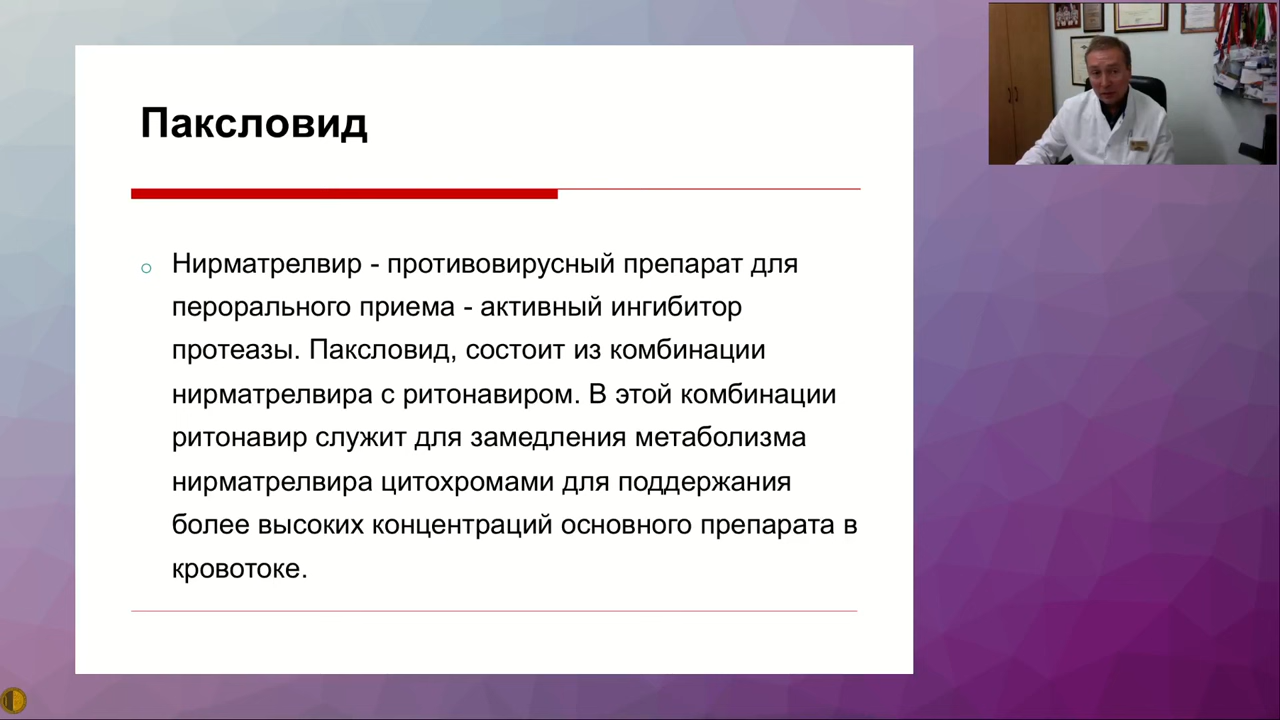 Паксловид
Нирматрелвир - противовирусный препарат для
перорального приема - активный ингибитор
протеазы. Паксловид, состоит из комбинации
нирматрелвира с ритонавиром. В этой комбинации
ритонавир служит для замедления метаболизма
нирматрелвира цитохромами для поддержания
более высоких концентраций основного препарата в
кровотоке.